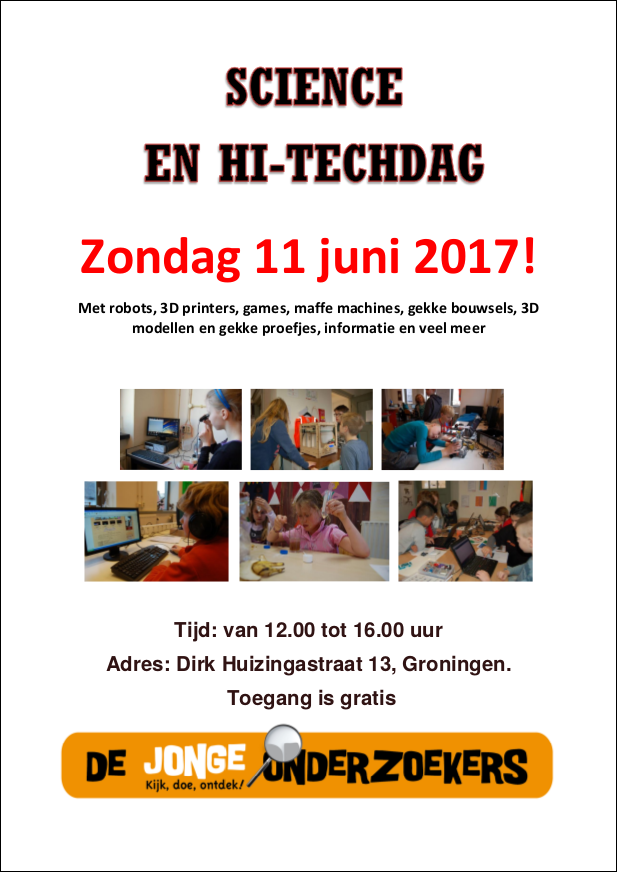 SCIENCE
EN HI-TECHDAG
Zondag 11 juni 2017!
Met robots, 3D printers, games, maffe machines, gekke bouwsels, 3D
modellen en gekke proefjes, informatie en veel meer
Tijd: van 12.00 tot 16.00 uur
Adres: Dirk Huizingastraat 13, Groningen.
Toegang is gratis
DE JONGE ONDERZOEKERS
Kijk, doe, ontdek!